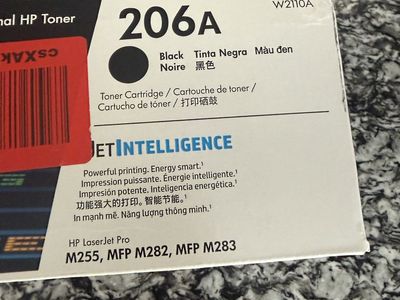 nal HP Toner
206A
W2110A
Black Tinta Negra Màu đen
Noire 黑色
Toner Cartridge / Cartouche de toner /
Cartucho de tóner / 打印硒鼓
csXAk
JETINTELLIGENCE
Powerful printing. Energy smart.¹
Impression puissante. Énergie intelligente.¹
Impresión potente. Inteligencia energética.¹
功能强大的打印。智能节能。¹
In mạnh mẽ. Năng lượng thông minh.¹
HP LaserJet Pro
M255, MFP M282, MFP M283